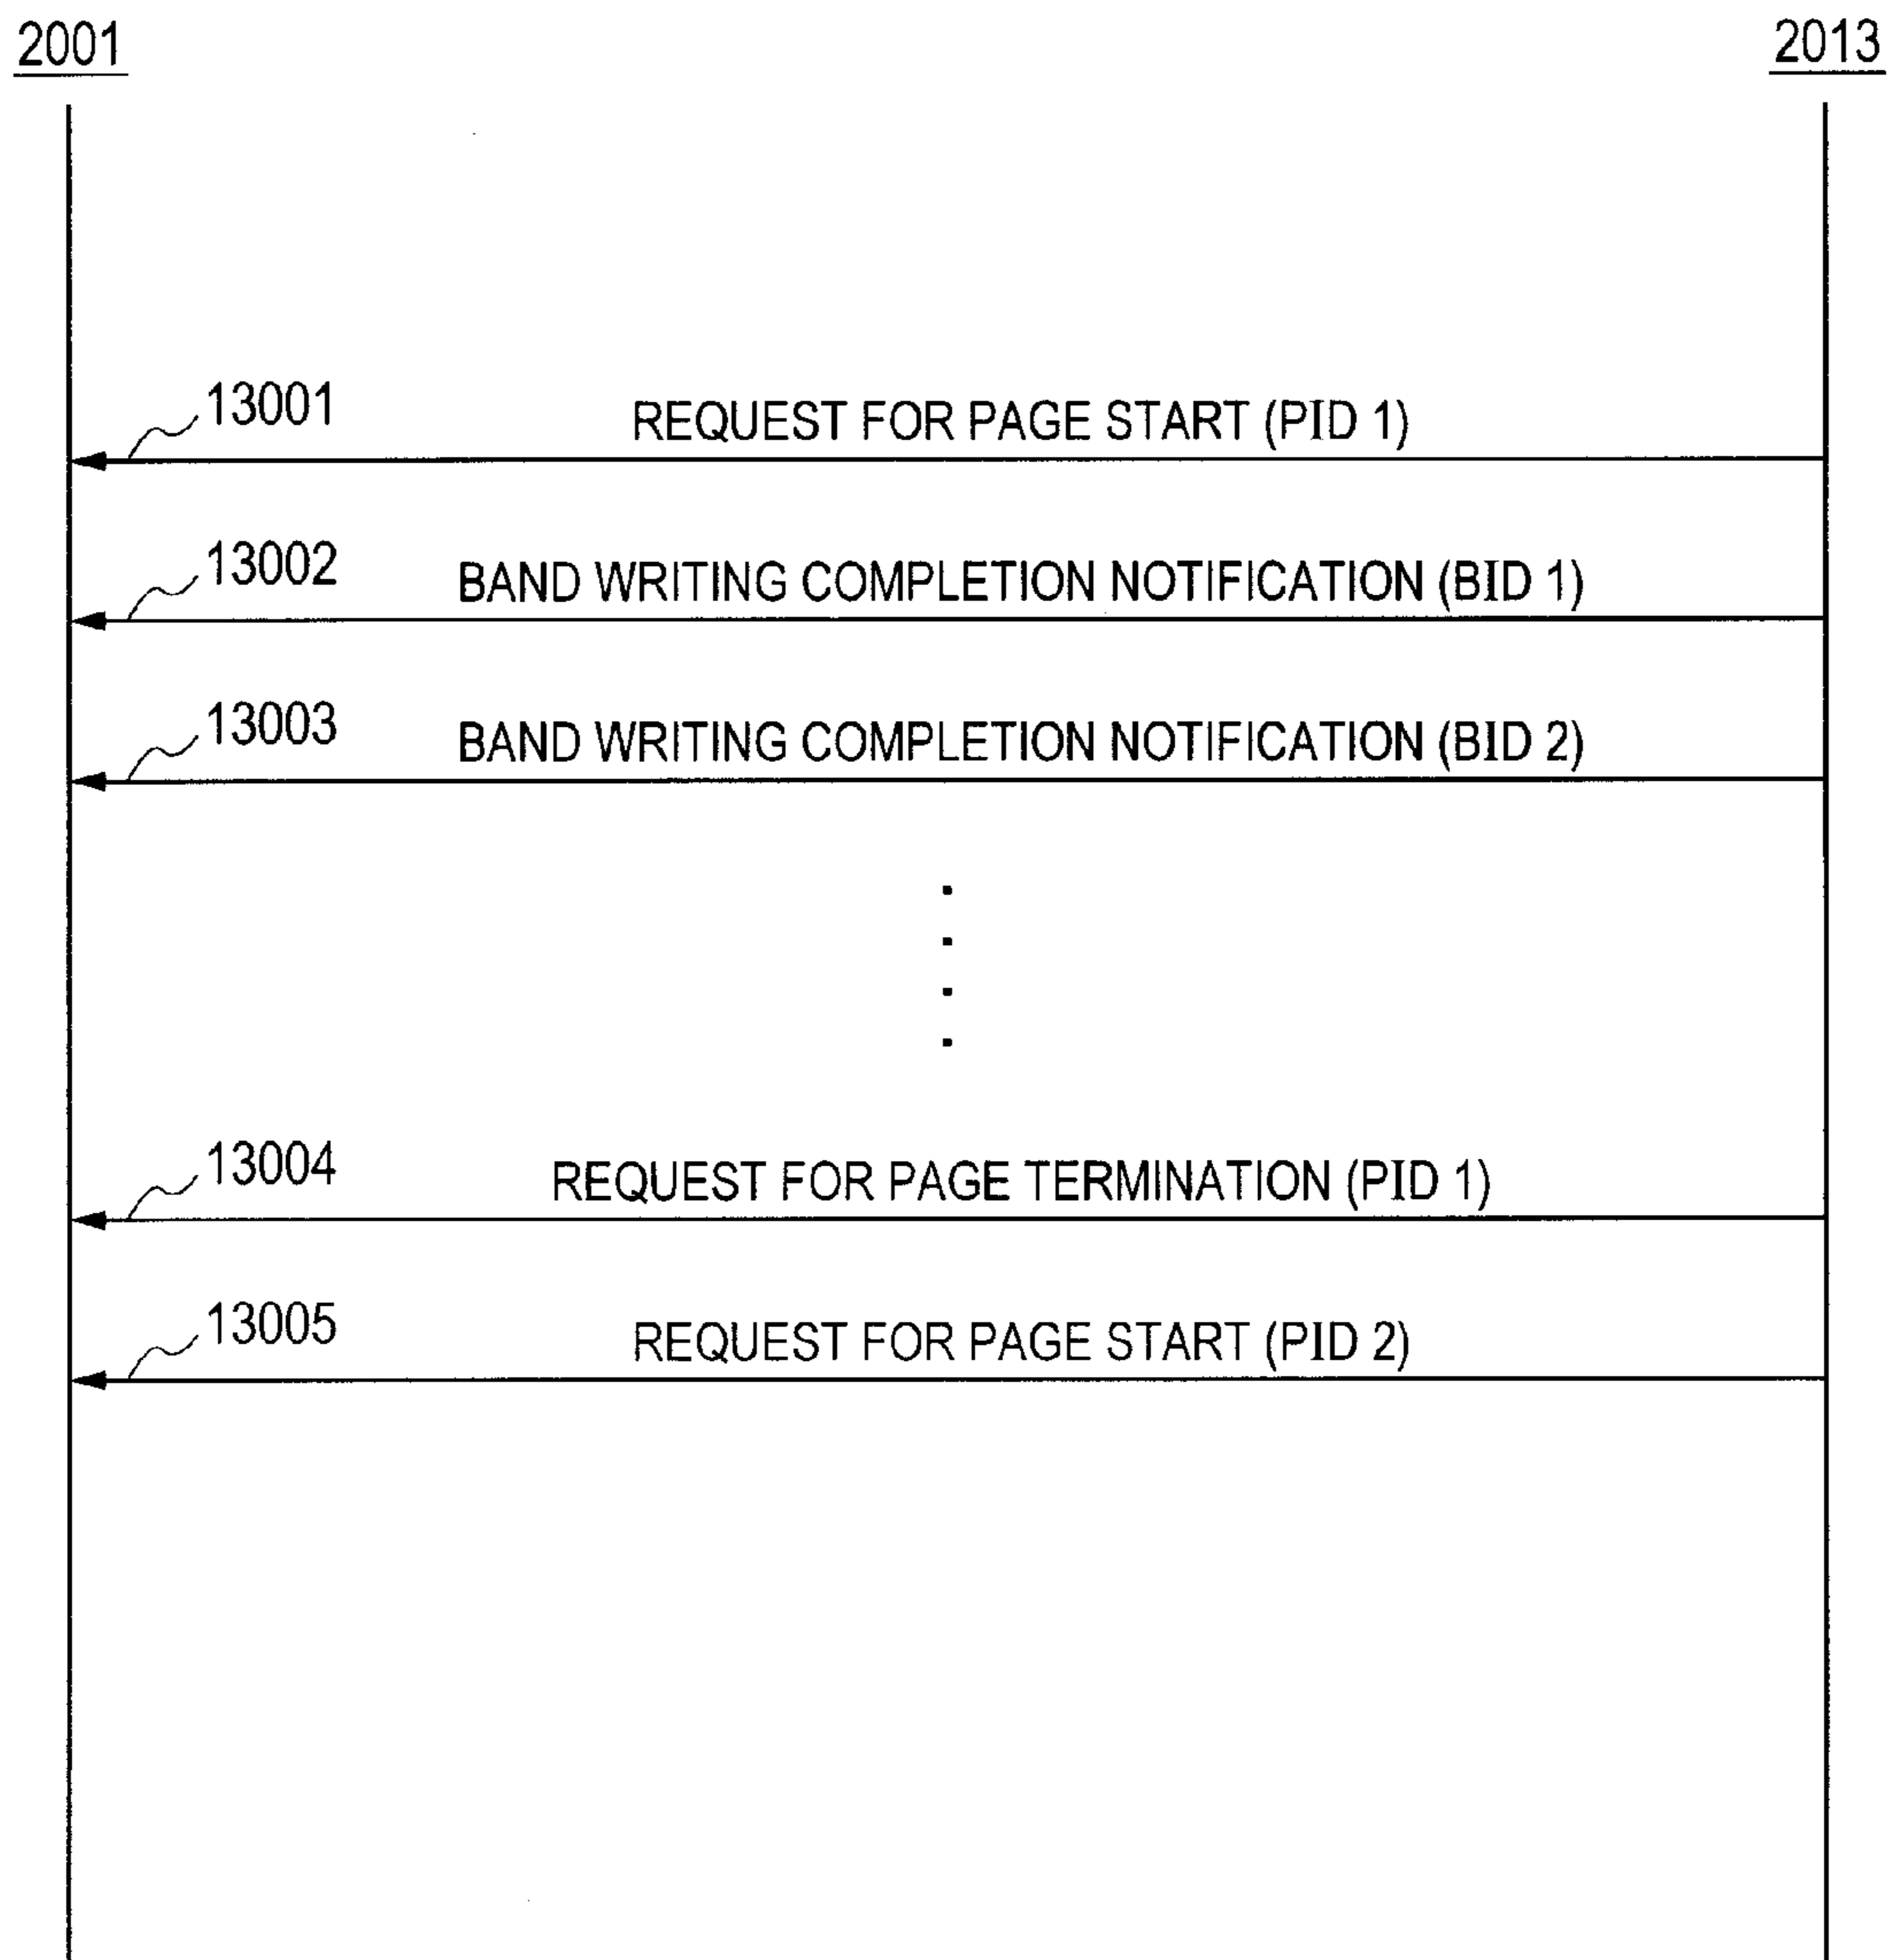 2001
2013
13001
REQUEST FOR PAGE START (PID 1)
13002
BAND WRITING COMPLETION NOTIFICATION (BID 1)
13003
BAND WRITING COMPLETION NOTIFICATION (BID 2)
13004
REQUEST FOR PAGE TERMINATION (PID 1)
13005
REQUEST FOR PAGE START (PID 2)